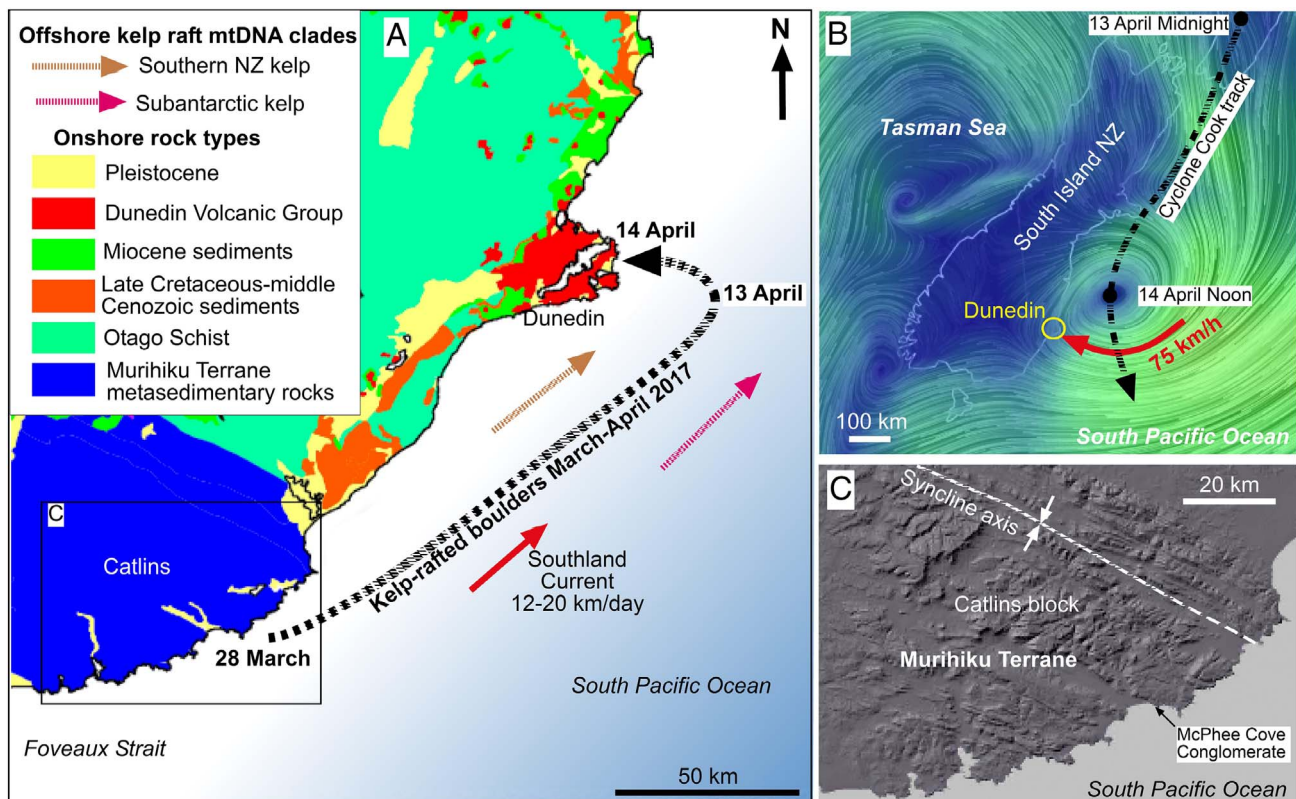 Offshore kelp raft mtDNA clades
Southern NZ kelp
Subantarctic kelp
Onshore rock types
Pleistocene
Dunedin Volcanic Group
Miocene sediments
Late Cretaceous-middle
Cenozoic sediments
Otago Schist
Murihiku Terrane
metasedimentary rocks
A
N
14 April
13 April
Dunedin
Kelp-rafted boulders March-April 2017
C
Catlins
Southland
Current
12-20 km/day
28 March
South Pacific Ocean
Foveaux Strait
50 km
B
13 April Midnight
Tasman Sea
South Island NZ
Cyclone Cook track
14 April Noon
Dunedin
75 km/h
100 km
South Pacific Ocean
C
20 km
Syncline axis
Catlins block
Murihiku Terrane
McPhee Cove
Conglomerate
South Pacific Ocean